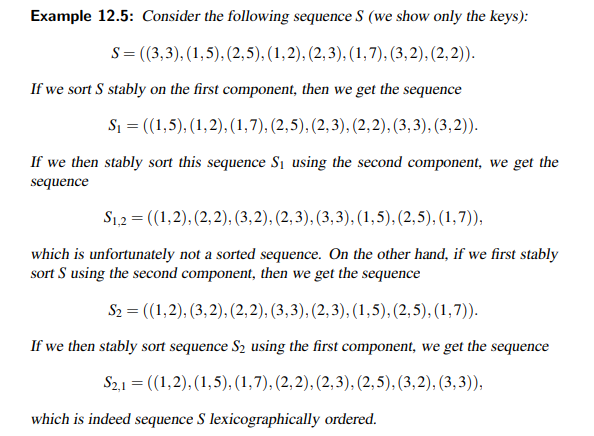 Example 12.5: Consider the following sequence S (we show only the keys):
S = ((3,3),(1,5),(2,5),(1,2),(2,3),(1,7),(3,2),(2,2)).
If we sort S stably on the first component, then we get the sequence
S₁ = ((1,5),(1,2),(1,7),(2,5),(2,3),(2,2),(3,3),(3,2)).
If we then stably sort this sequence S₁ using the second component, we get the
sequence
S₁,₂ = ((1,2),(2,2),(3,2),(2,3),(3,3),(1,5),(2,5),(1,7)),
which is unfortunately not a sorted sequence. On the other hand, if we first stably
sort S using the second component, then we get the sequence
S₂ = ((1,2),(3,2),(2,2),(3,3),(2,3),(1,5),(2,5),(1,7)).
If we then stably sort sequence S₂ using the first component, we get the sequence
S₂,₁ = ((1,2),(1,5),(1,7),(2,2),(2,3),(2,5),(3,2),(3,3)),
which is indeed sequence S lexicographically ordered.